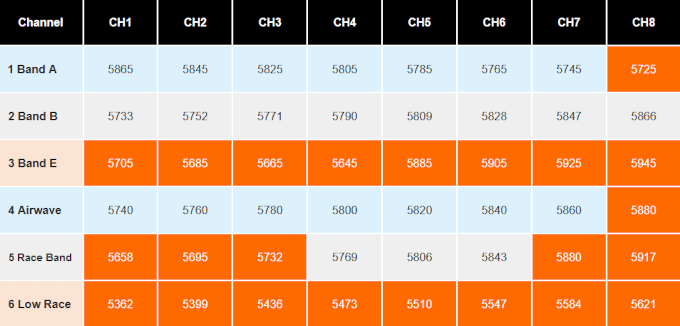 Channel CH1 CH2 CH3 CH4 CH5 CH6 CH7 CH8
1 Band A 5865 5845 5825 5805 5785 5765 5745 5725
2 Band B 5733 5752 5771 5790 5809 5828 5847 5866
3 Band E 5705 5685 5665 5645 5885 5905 5925 5945
4 Airwave 5740 5760 5780 5800 5820 5840 5860 5880
5 Race Band 5658 5695 5732 5769 5806 5843 5880 5917
6 Low Race 5362 5399 5436 5473 5510 5547 5584 5621